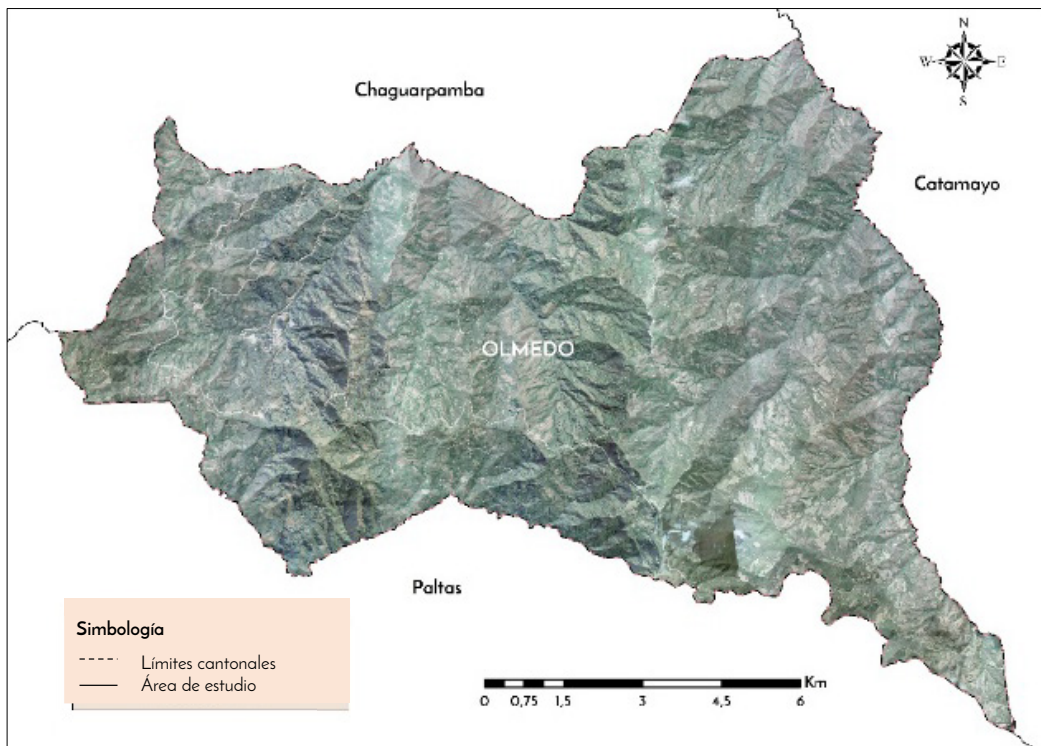 N
W E
S
Chaguarpamba
Catamayo
OLMEDO
Paltas
Simbología
Límites cantonales
Área de estudio
Km
0 0,75 1,5 3 4,5 6